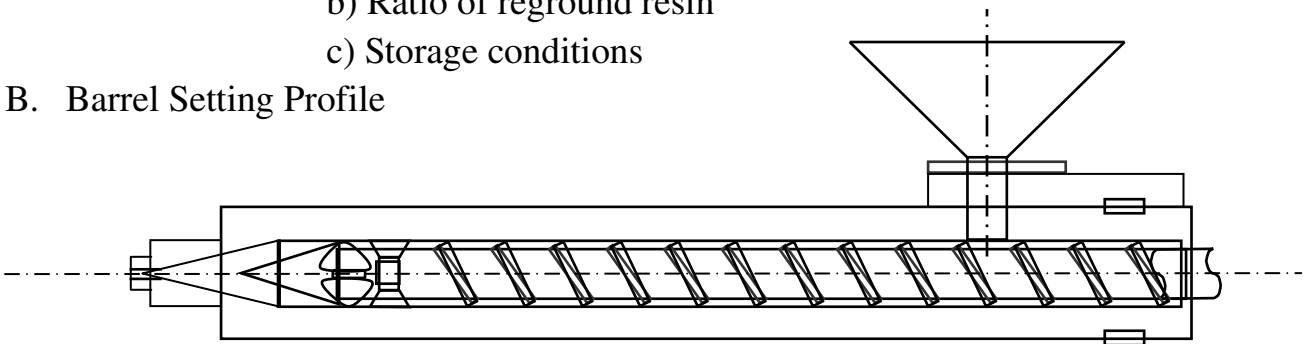 b) Ratio of reground resin
c) Storage conditions
B. Barrel Setting Profile